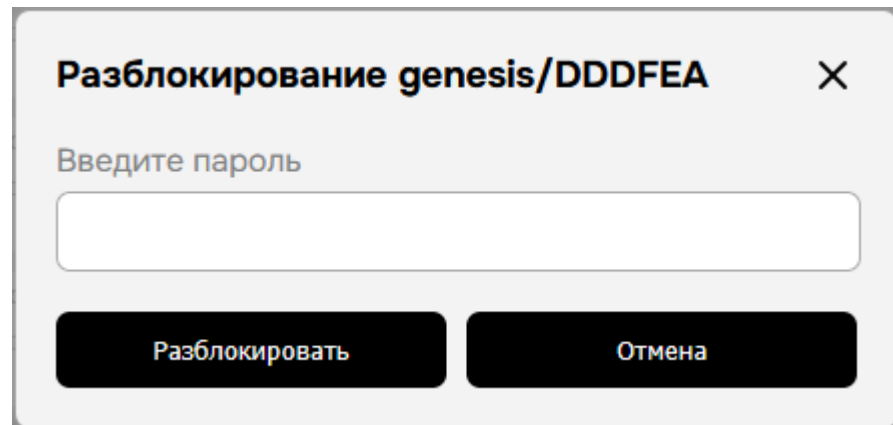 Разблокирование genesis/DDDFEA
Введите пароль
Разблокировать
Отмена